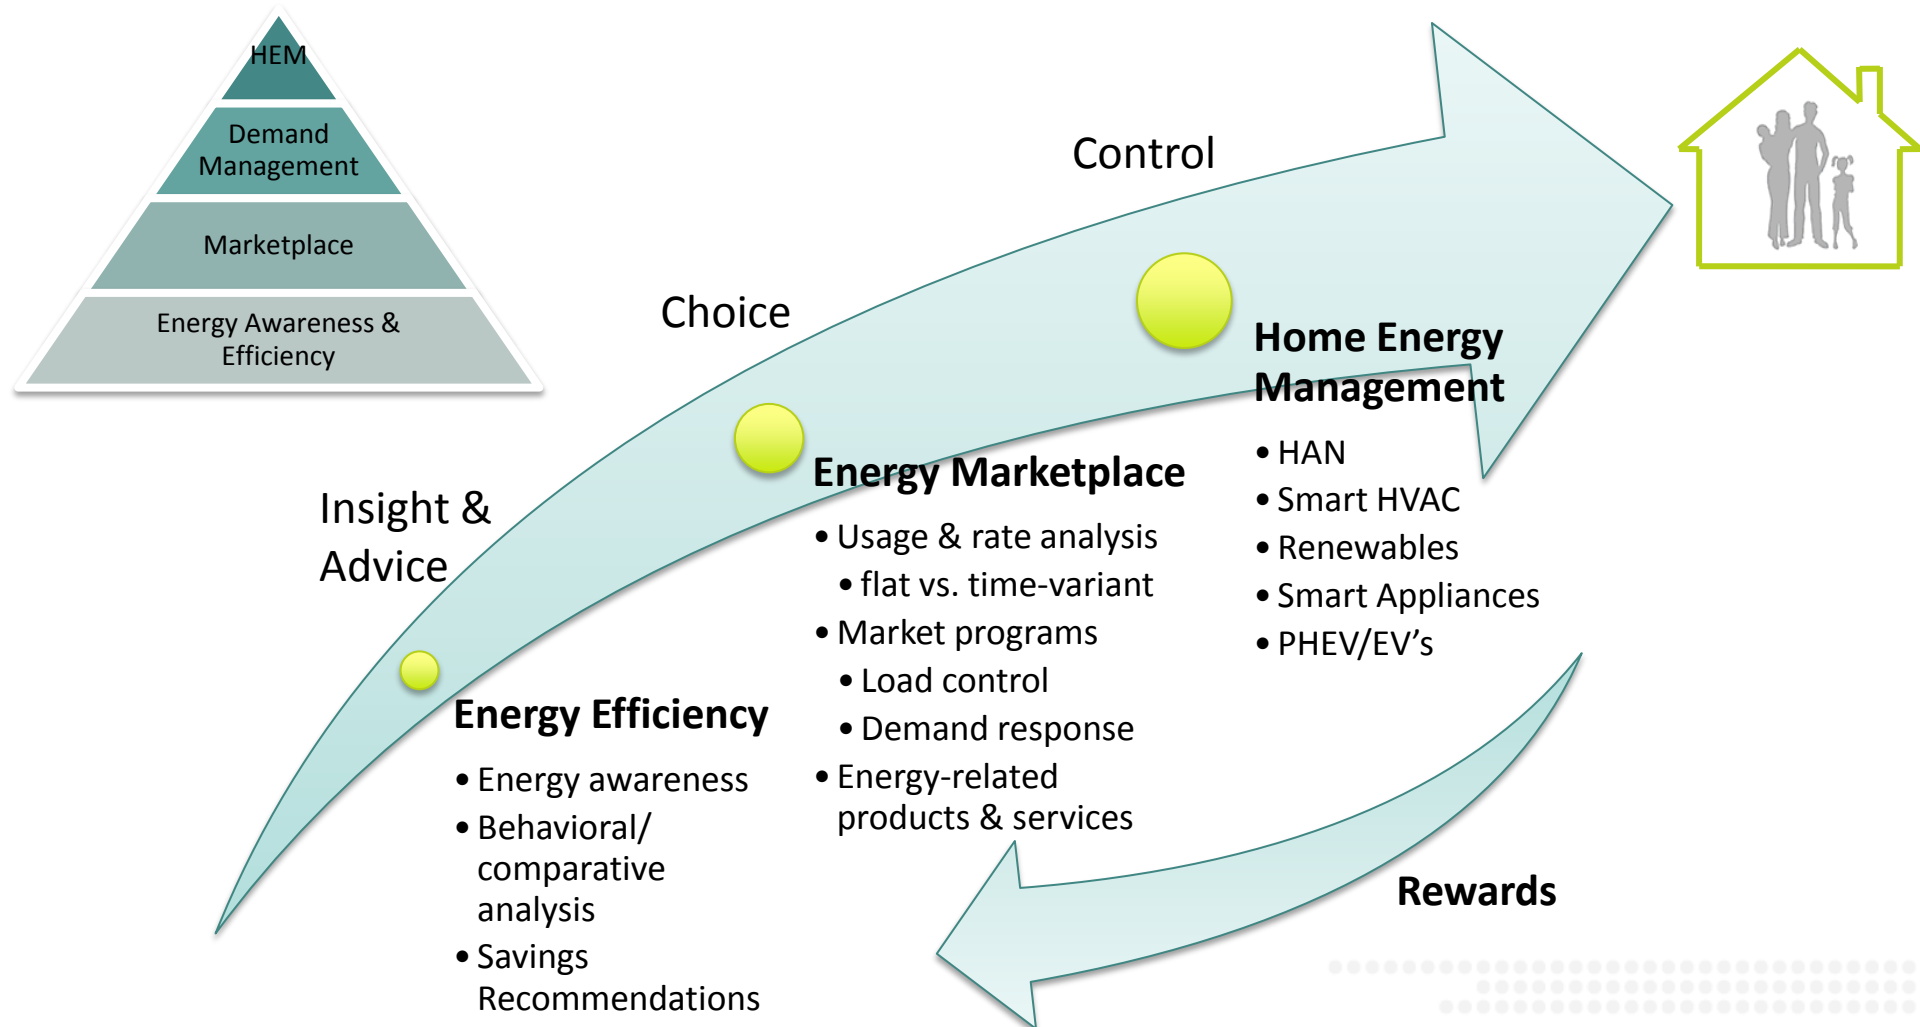 HEM
Demand
Management
Marketplace
Energy Awareness &
Efficiency
Insight &
Advice
Choice
Control
Energy Efficiency
• Energy awareness
• Behavioral/
comparative
analysis
• Savings
Recommendations
Energy Marketplace
• Usage & rate analysis
• flat vs. time-variant
• Market programs
• Load control
• Demand response
• Energy-related
products & services
Home Energy
Management
• HAN
• Smart HVAC
• Renewables
• Smart Appliances
• PHEV/EV’s
Rewards